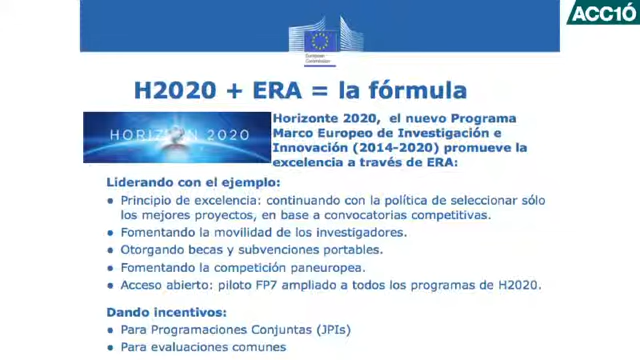 ACCIÓ
European
Commission
H2020 + ERA = la fórmula
HORIZON 2020
Horizonte 2020, el nuevo Programa
Marco Europeo de Investigación e
Innovación (2014-2020) promueve la
excelencia a través de ERA:
Liderando con el ejemplo:
• Principio de excelencia: continuando con la política de seleccionar sólo
los mejores proyectos, en base a convocatorias competitivas.
• Fomentando la movilidad de los investigadores.
• Otorgando becas y subvenciones portables.
• Fomentando la competición paneuropea.
• Acceso abierto: piloto FP7 ampliado a todos los programas de H2020.
Dando incentivos:
• Para Programaciones Conjuntas (JPIs)
• Para evaluaciones comunes